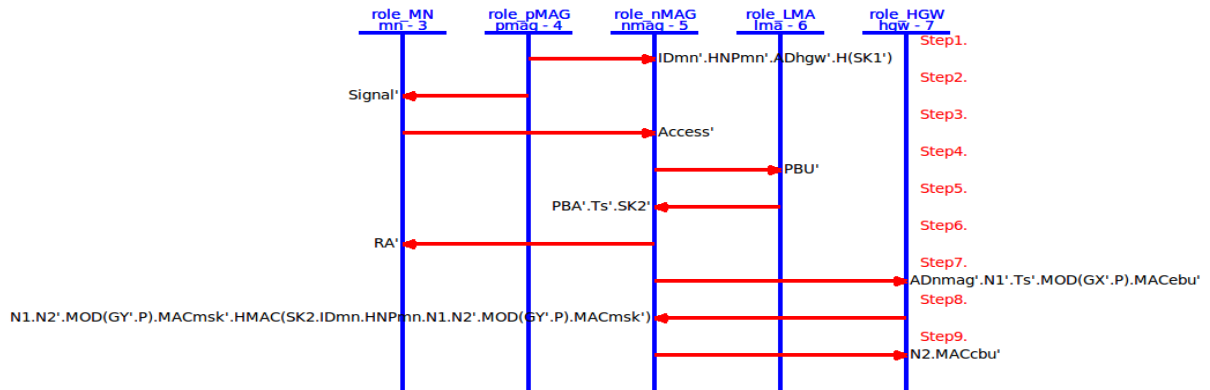 role_MN role_pMAG role_nMAG role_LMA role_HGW
mn - 3 pmag - 4 nmag - 5 lma - 6 hgw - 7
Step1.
IDmn'.HNPmn'.ADhgw'.H(SK1')
Step2.
Signal'
Step3.
Access'
Step4.
PBU'
Step5.
PBA'.Ts'.SK2'
Step6.
RA'
Step7.
ADnmag'.N1'.Ts'.MOD(GX'.P).MACebu'
Step8.
N1.N2'.MOD(GY'.P).MACmsk'.HMAC(SK2.IDmn.HNPmn.N1.N2'.MOD(GY'.P).MACmsk')
Step9.
N2.MACcbu'